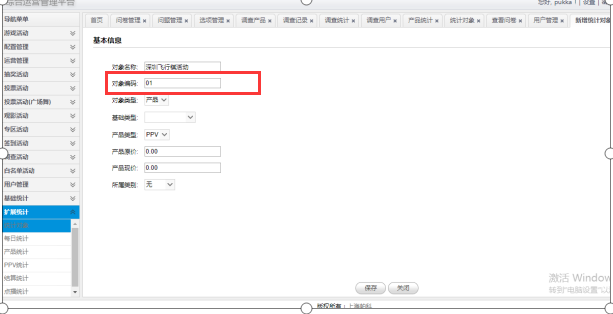 综合运营管理平台
您好, pukka ! | 设置 |
导航菜单
首页 问卷管理 × 问题管理 × 选项管理 × 调查产品 × 调查记录 × 调查统计 × 调查用户 × 产品统计 × 统计对象 × 查看问卷 × 用户管理 × 新增统计对象
游戏活动
配置管理
运营管理
抽奖活动
投票活动
投票活动(广场舞)
观影活动
专区活动
签到活动
调查活动
白名单活动
用户管理
基础统计
扩展统计
每日统计
产品统计
PPV统计
结算统计
点播统计
基本信息
对象名称: 深圳飞行棋活动
对象编码: 01
对象类型: 产品
基础类型:
产品类型: PPV
产品原价: 0.00
产品现价: 0.00
所属类别: 无
保存 关闭
激活 Window
转到"电脑设置"以
版权所有：上海帕科